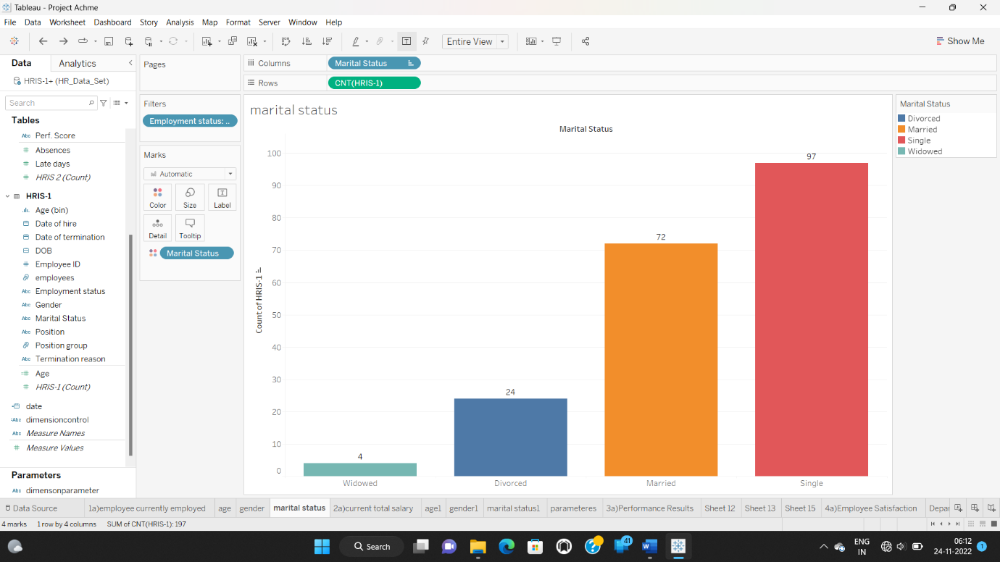 Tableau - Project Achme
File Data Worksheet Dashboard Story Analysis Map Format Server Window Help
Entire View
Show Me
Data Analytics
HRIS-1+ (HR_Data_Set)
Search
Tables
Abc Perf. Score
Absences
Late days
HRIS 2 (Count)
HRIS-1
Age (bin)
Date of hire
Date of termination
DOB
Employee ID
employees
Abc Employment status
Abc Gender
Abc Marital Status
Abc Position
Position group
Abc Termination reason
Age
HRIS-1 (Count)
date
=Abc dimensioncontrol
Abc Measure Names
Measure Values
Parameters
Abc dimensonparameter
Pages
Filters
Employment status: ..
Marks
Automatic
Color Size Label
Detail Tooltip
Marital Status
Columns Marital Status
Rows CNT(HRIS-1)
marital status
Marital Status
100
90
80
70
60
50
40
30
20
10
0
Count of HRIS-1
4
24
72
97
Widowed Divorced Married Single
Marital Status
Divorced
Married
Single
Widowed
Data Source 1a)employee currently employed age gender marital status 2a)current total salary age1 gender1 marital status1 parameteres 3a)Performance Results Sheet 12 Sheet 13 Sheet 15 4a)Employee Satisfaction Depar
4 marks 1 row by 4 columns SUM of CNT(HRIS-1): 197
Search
41
ENG
IN
06:12
24-11-2022
1